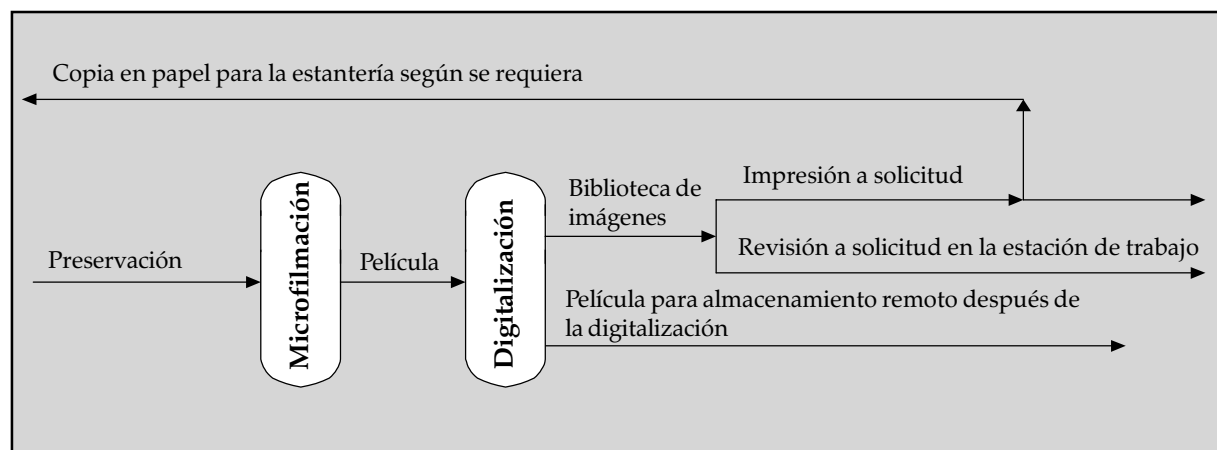 Copia en papel para la estantería según se requiera
Preservación
Microfilmación
Película
Digitalización
Biblioteca de
imágenes
Impresión a solicitud
Revisión a solicitud en la estación de trabajo
Película para almacenamiento remoto después de
la digitalización